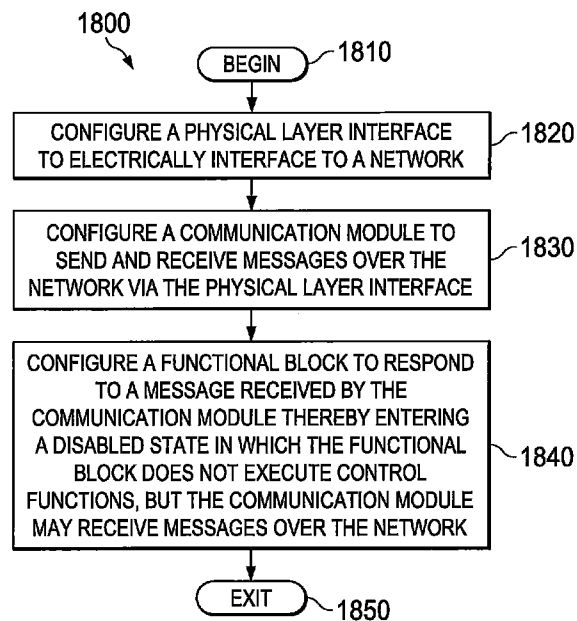 1800
BEGIN
1810
CONFIGURE A PHYSICAL LAYER INTERFACE
TO ELECTRICALLY INTERFACE TO A NETWORK
1820
CONFIGURE A COMMUNICATION MODULE TO
SEND AND RECEIVE MESSAGES OVER THE
NETWORK VIA THE PHYSICAL LAYER INTERFACE
1830
CONFIGURE A FUNCTIONAL BLOCK TO RESPOND
TO A MESSAGE RECEIVED BY THE
COMMUNICATION MODULE THEREBY ENTERING
A DISABLED STATE IN WHICH THE FUNCTIONAL
BLOCK DOES NOT EXECUTE CONTROL
FUNCTIONS, BUT THE COMMUNICATION MODULE
MAY RECEIVE MESSAGES OVER THE NETWORK
1840
EXIT
1850